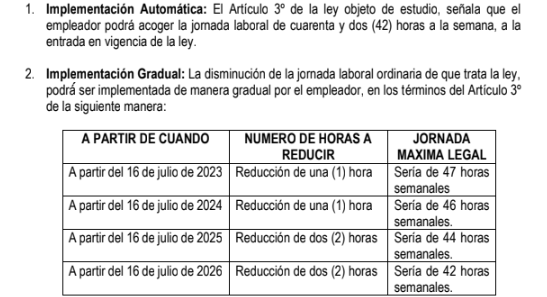 1. Implementación Automática: El Artículo 3º de la ley objeto de estudio, señala que el
empleador podrá acoger la jornada laboral de cuarenta y dos (42) horas a la semana, a la
entrada en vigencia de la ley.
2. Implementación Gradual: La disminución de la jornada laboral ordinaria de que trata la ley,
podrá ser implementada de manera gradual por el empleador, en los términos del Artículo 3º
de la siguiente manera:
A PARTIR DE CUANDO
NUMERO DE HORAS A
REDUCIR
JORNADA
MAXIMA LEGAL
A partir del 16 de julio de 2023
Reducción de una (1) hora
Sería de 47 horas
semanales
A partir del 16 de julio de 2024
Reducción de una (1) hora
Sería de 46 horas
semanales.
A partir del 16 de julio de 2025
Reducción de dos (2) horas
Sería de 44 horas
semanales.
A partir del 16 de julio de 2026
Reducción de dos (2) horas
Sería de 42 horas
semanales.